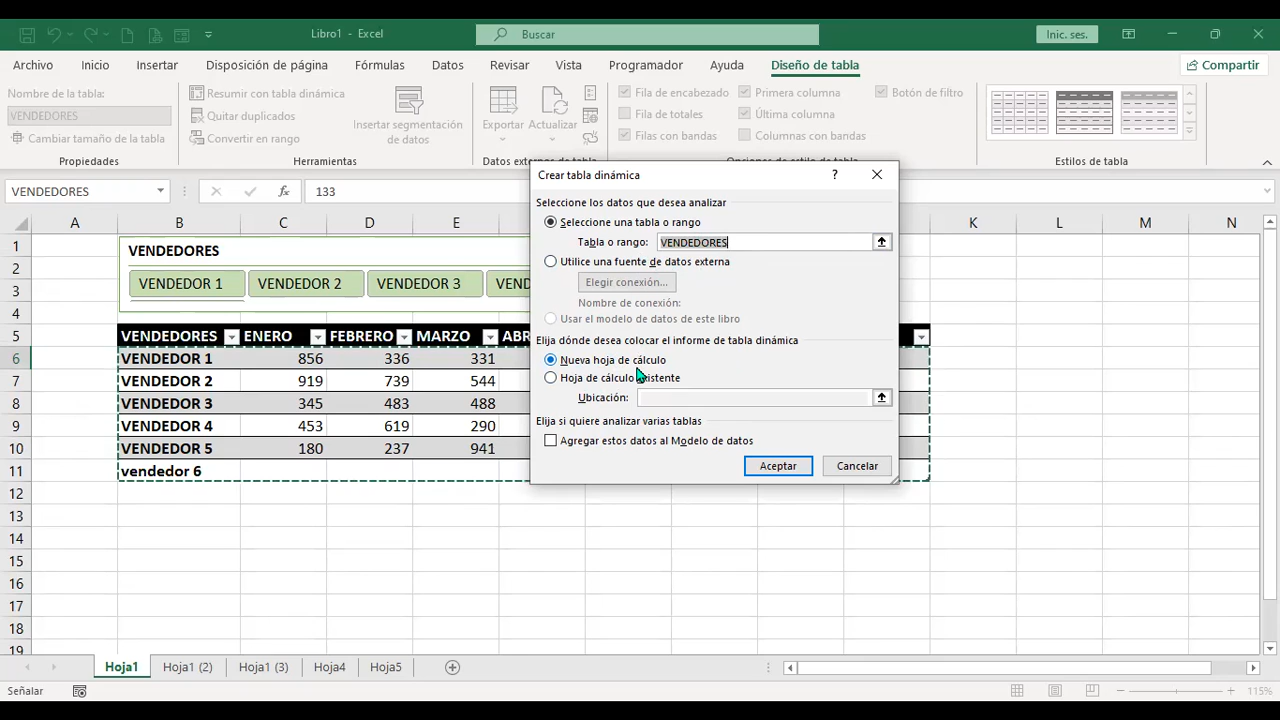 Libro1 - Excel
Buscar
Inic. ses.
Archivo Inicio Insertar Disposición de página Fórmulas Datos Revisar Vista Programador Ayuda Diseño de tabla Compartir
Nombre de la tabla:
VENDEDORES
Cambiar tamaño de la tabla
Propiedades
Resumir con tabla dinámica
Quitar duplicados
Convertir en rango
segmentación
de datos
Herramientas
Exportar Actualizar
Datos externos de tabla
Fila de encabezado Primera columna Botón de filtro
Fila de totales Última columna
Filas con bandas Columnas con bandas
Opciones de estilo de tabla
Estilos de tabla
VENDEDORES fx 133
A B C D E K L M N
1 VENDEDORES
2
3 VENDEDOR 1 VENDEDOR 2 VENDEDOR 3
4
5 VENDEDORES ENERO FEBRERO MARZO
6 VENDEDOR 1 856 336 331
7 VENDEDOR 2 919 739 544
8 VENDEDOR 3 345 483 488
9 VENDEDOR 4 453 619 290
10 VENDEDOR 5 180 237 941
11 vendedor 6
12
13
14
15
16
17
18
19
Crear tabla dinámica ?
Seleccione los datos que desea analizar
Seleccione una tabla o rango
Tabla o rango: VENDEDORES
Utilice una fuente de datos externa
Elegir conexión...
Nombre de conexión:
Usar el modelo de datos de este libro
Elija dónde desea colocar el informe de tabla dinámica
Nueva hoja de cálculo
Hoja de cálculo existente
Ubicación:
Elija si quiere analizar varias tablas
Agregar estos datos al Modelo de datos
Aceptar Cancelar
Hoja1 Hoja1 (2) Hoja1 (3) Hoja4 Hoja5
Señalar
115%